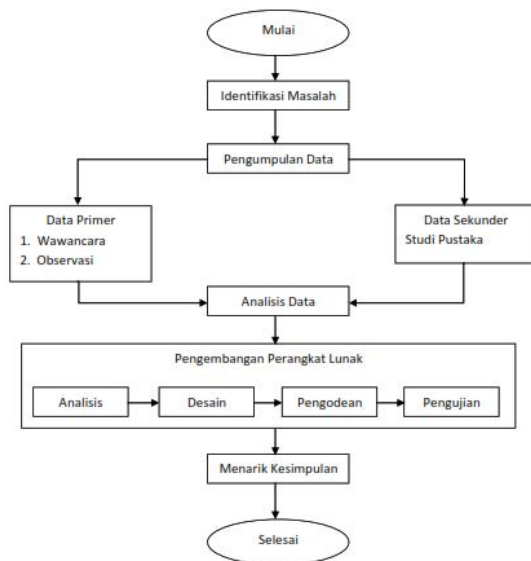 Mulai
Identifikasi Masalah
Pengumpulan Data
Data Primer
1. Wawancara
2. Observasi
Data Sekunder
Studi Pustaka
Analisis Data
Pengembangan Perangkat Lunak
Analisis
Desain
Pengodean
Pengujian
Menarik Kesimpulan
Selesai